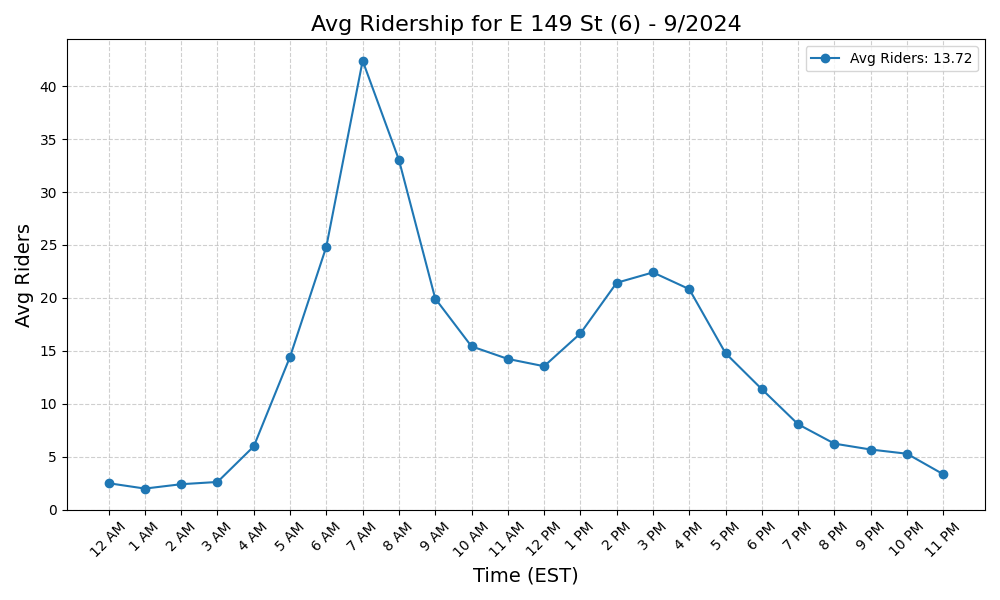 Avg Ridership for E 149 St (6) - 9/2024
Avg Riders: 13.72
Avg Riders
40
35
30
25
20
15
10
5
0
12 AM
1 AM
2 AM
3 AM
4 AM
5 AM
6 AM
7 AM
8 AM
9 AM
10 AM
11 AM
12 PM
1 PM
2 PM
3 PM
4 PM
5 PM
6 PM
7 PM
8 PM
9 PM
10 PM
11 PM
Time (EST)